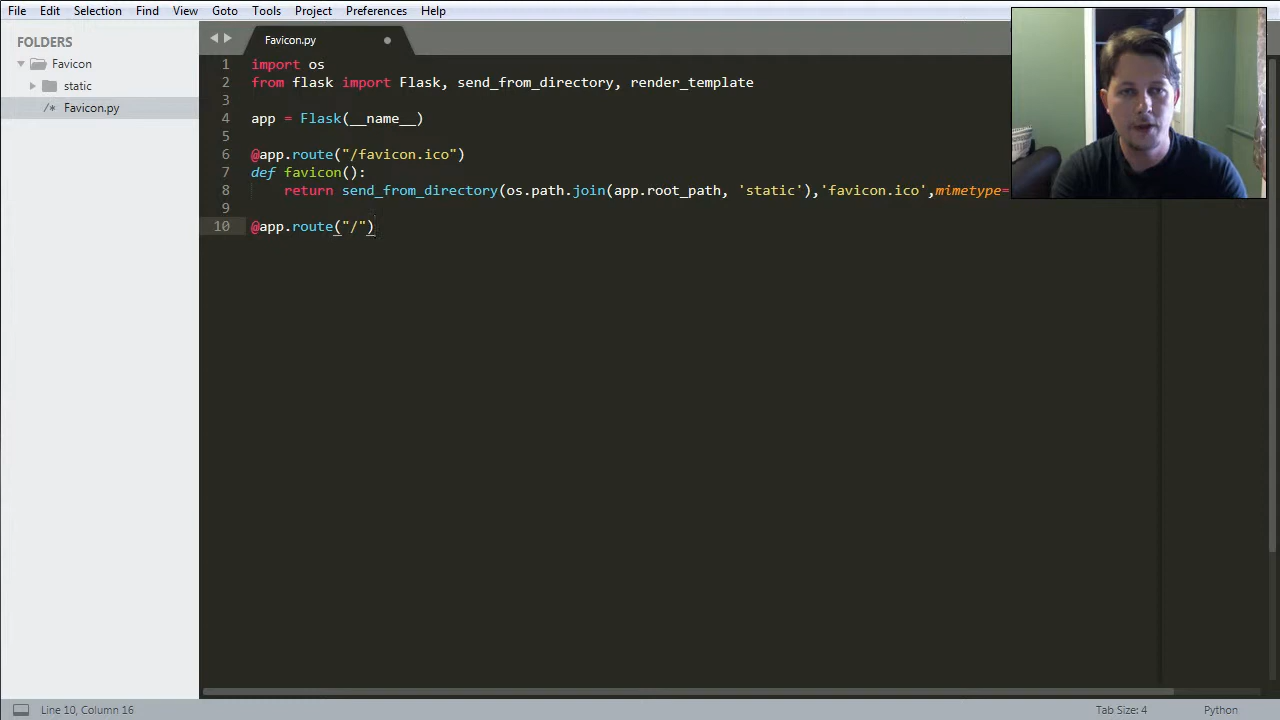 File Edit Selection Find View Goto Tools Project Preferences Help
FOLDERS
Favicon
static
/* Favicon.py
Favicon.py
1 import os
2 from flask import Flask, send_from_directory, render_template
3
4 app = Flask(__name__)
5
6 @app.route("/favicon.ico")
7 def favicon():
8 return send_from_directory(os.path.join(app.root_path, 'static'),'favicon.ico',mimetype=
9
10 @app.route("/")
Line 10, Column 16
Tab Size: 4
Python